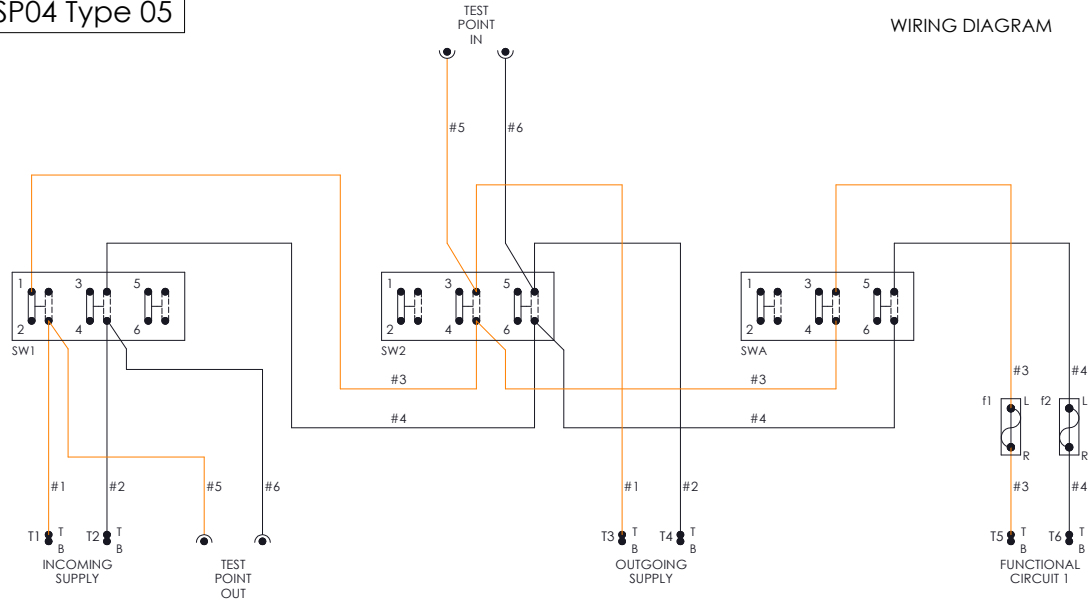 SP04 Type 05
WIRING DIAGRAM
TEST
POINT
IN
#5
#6
1
3
5
2
4
6
SW1
1
3
5
2
4
6
SW2
1
3
5
2
4
6
SWA
#3
#3
#4
#4
#3
#4
f1
L
f2
L
R
R
#1
#2
#5
#6
#1
#2
#3
#4
T1
T
B
T2
T
B
T3
T
B
T4
T
B
T5
T
B
T6
T
B
INCOMING
SUPPLY
TEST
POINT
OUT
OUTGOING
SUPPLY
FUNCTIONAL
CIRCUIT 1